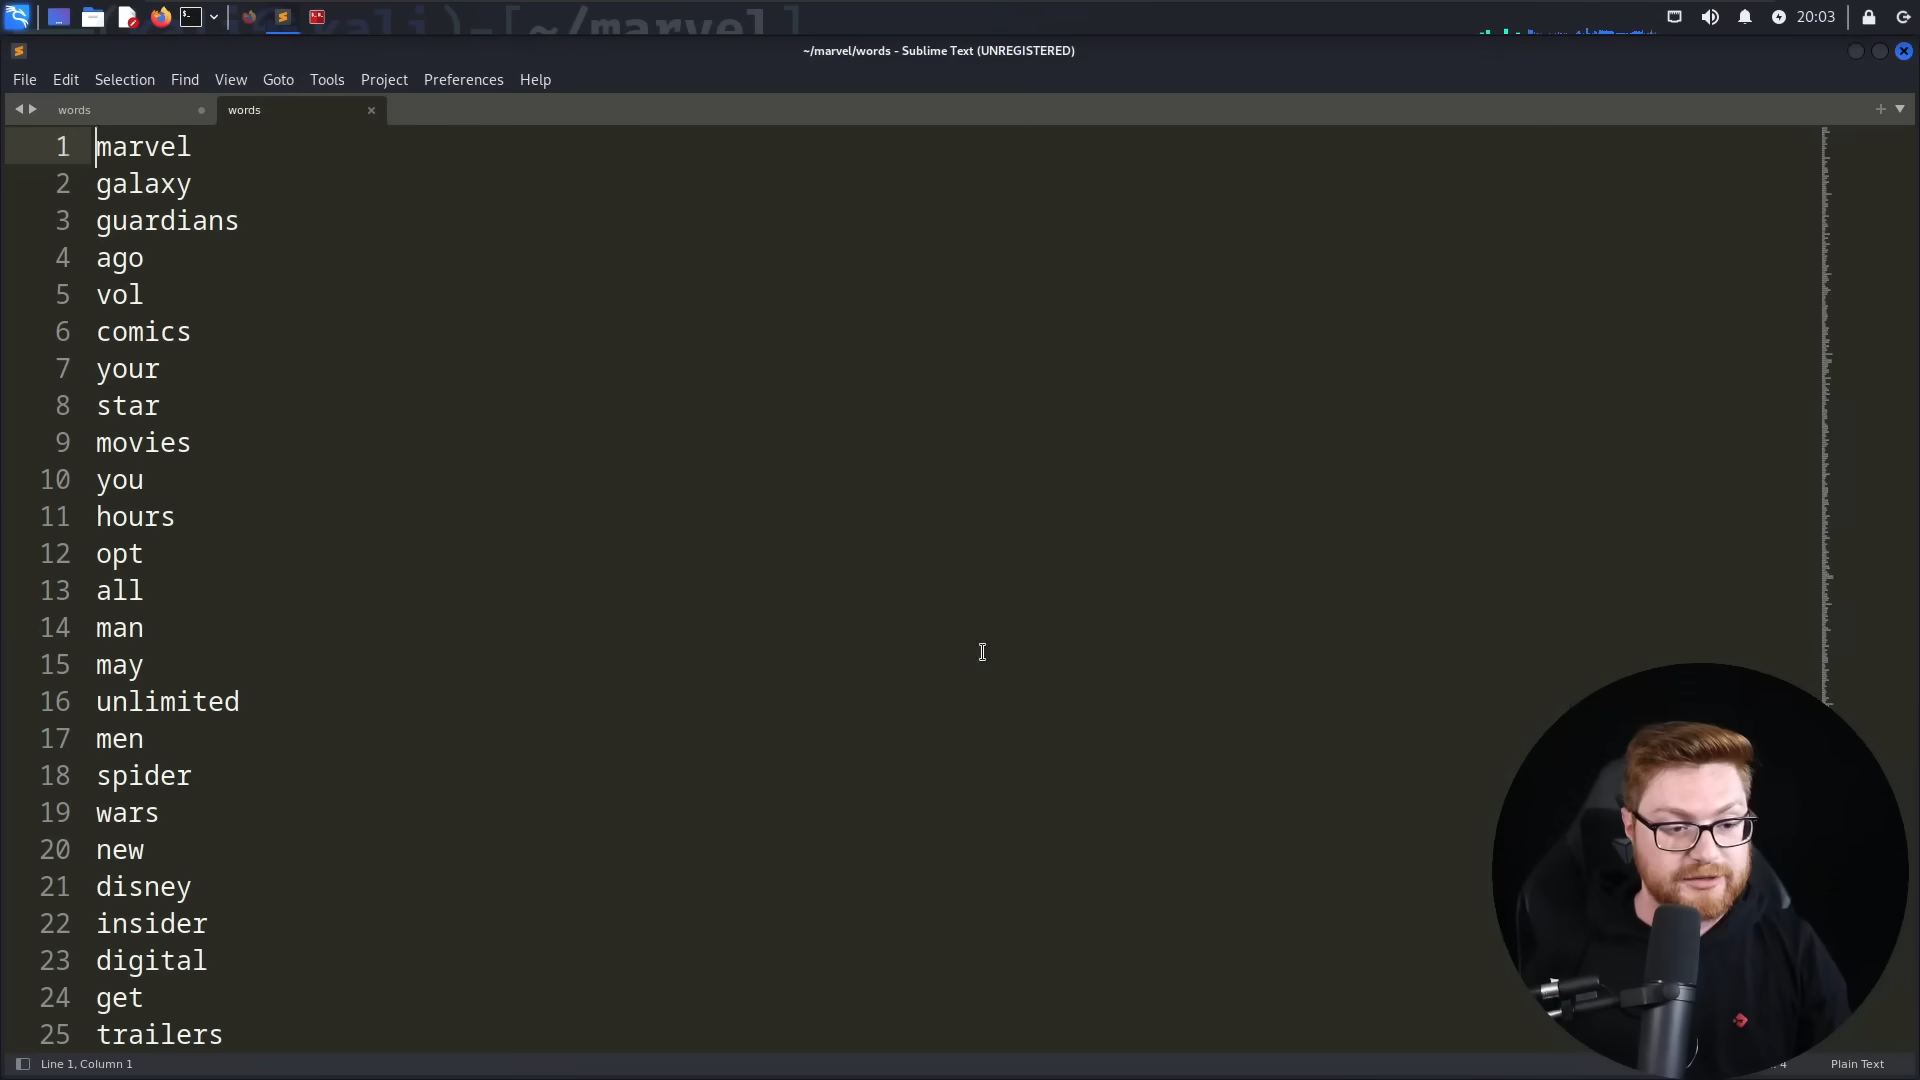 20:03
~/marvel/words - Sublime Text (UNREGISTERED)
File Edit Selection Find View Goto Tools Project Preferences Help
words words
1 marvel
2 galaxy
3 guardians
4 ago
5 vol
6 comics
7 your
8 star
9 movies
10 you
11 hours
12 opt
13 all
14 man
15 may
16 unlimited
17 men
18 spider
19 wars
20 new
21 disney
22 insider
23 digital
24 get
25 trailers
Line 1, Column 1 Plain Text